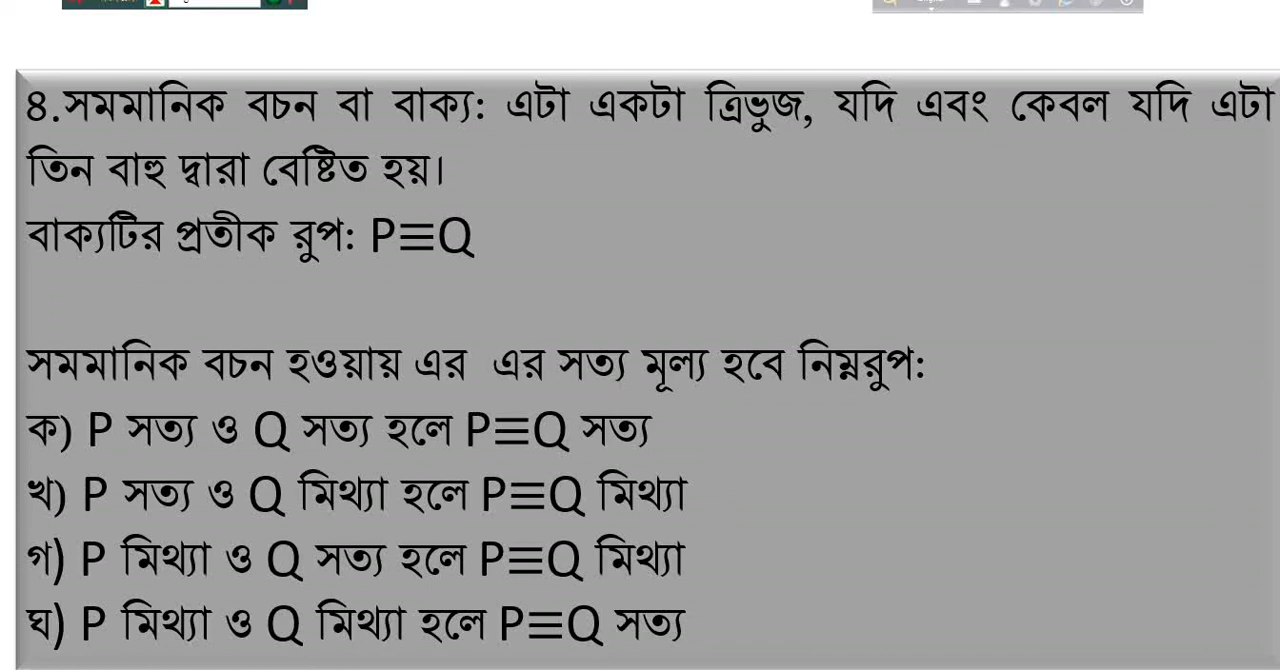 ৪.সমমানিক বচন বা বাক্য: এটা একটা ত্রিভুজ, যদি এবং কেবল যদি এটা
তিন বাহু দ্বারা বেষ্টিত হয়।
বাক্যটির প্রতীক রুপ: P≡Q
সমমানিক বচন হওয়ায় এর এর সত্য মূল্য হবে নিম্নরুপ:
ক) P সত্য ও Q সত্য হলে P≡Q সত্য
খ) P সত্য ও Q মিথ্যা হলে P≡Q মিথ্যা
গ) P মিথ্যা ও Q সত্য হলে P≡Q মিথ্যা
ঘ) P মিথ্যা ও Q মিথ্যা হলে P≡Q সত্য